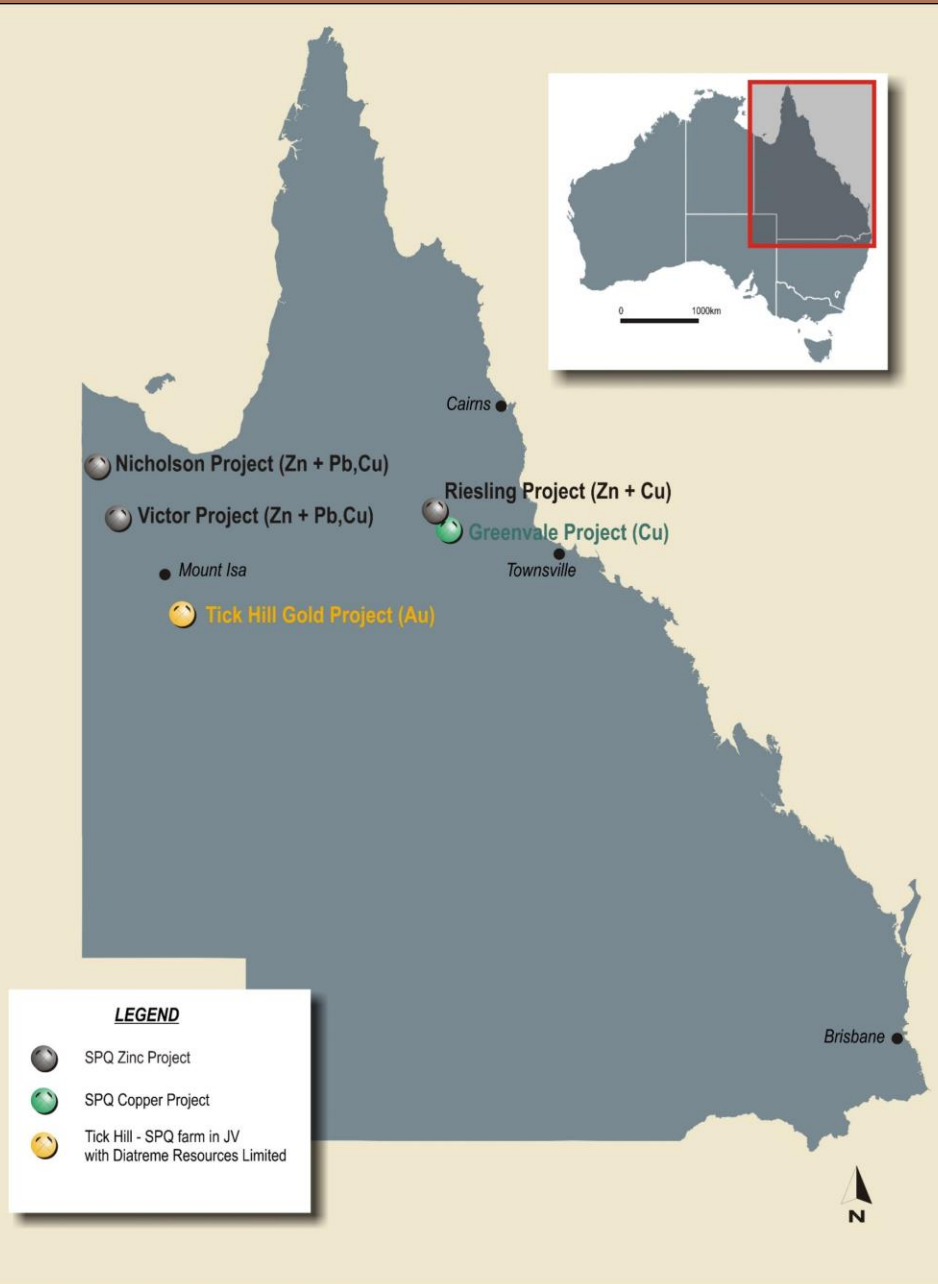 0
1000km
Cairns
Nicholson Project (Zn + Pb,Cu)
Riesling Project (Zn + Cu)
Victor Project (Zn + Pb,Cu)
Greenvale Project (Cu)
Townsville
Mount Isa
Tick Hill Gold Project (Au)
LEGEND
SPQ Zinc Project
SPQ Copper Project
Tick Hill - SPQ farm in JV
with Diatreme Resources Limited
Brisbane
N